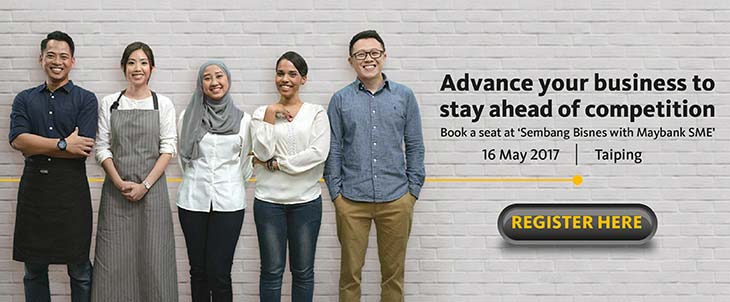 Advance your business to
stay ahead of competition
Book a seat at ‘Sembang Bisnes with Maybank SME’
16 May 2017 | Taiping
REGISTER HERE